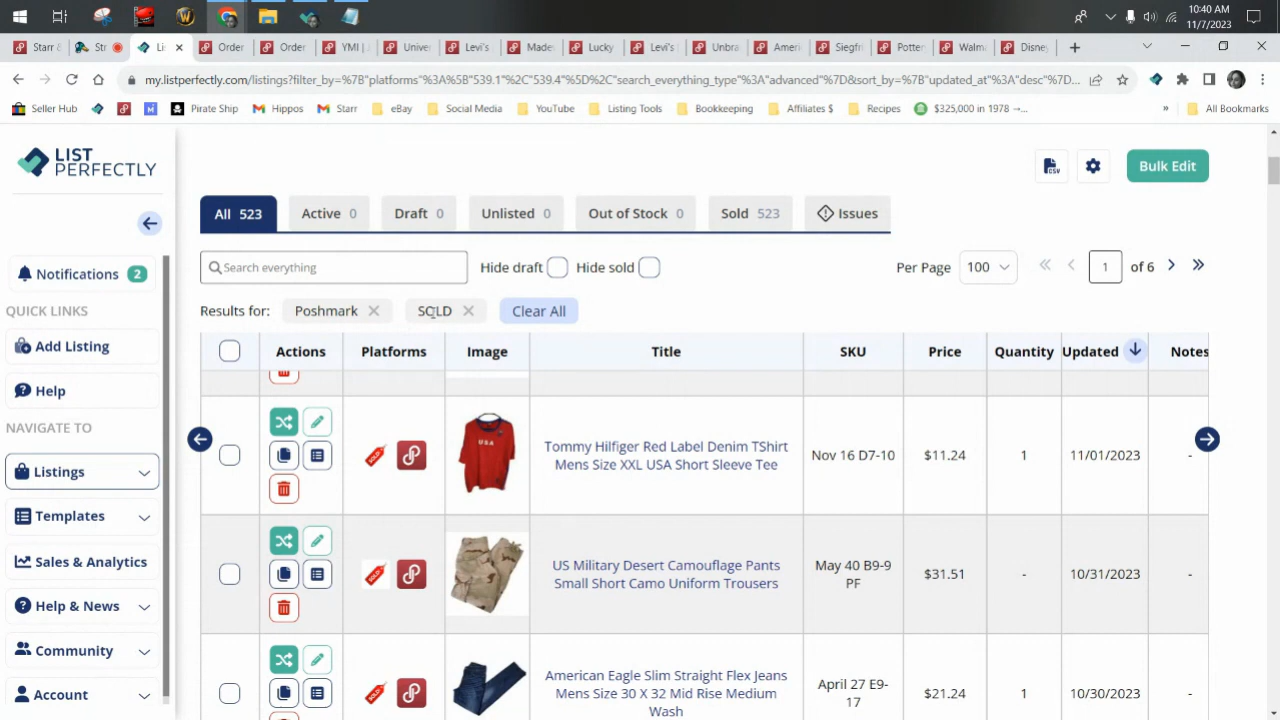 10:40 AM
11/7/2023
Starr &
Str
Li
Order
Order
YMI |
Univer
Levi's
Madew
Lucky
Levi's
Unbra
Ameri
Siegfri
Potter
Walm
Disney
my.listperfectly.com/listings?filter_by=%7B"platforms"%3A%5B"539.1"%2C"539.4"%5D%2C"search_everything_type"%3A"advanced"%7D&sort_by=%7B"updated_at"%3A"desc"%7D...
Seller Hub
Pirate Ship
Hippos
Starr
eBay
Social Media
YouTube
Listing Tools
Bookkeeping
Affiliates $
Recipes
$325,000 in 1978 →...
»
All Bookmarks
LIST
PERFECTLY
CSV
Bulk Edit
All 523
Active 0
Draft 0
Unlisted 0
Out of Stock 0
Sold 523
Issues
Search everything
Hide draft
Hide sold
Per Page
100
1
of 6
Results for:
Poshmark
SOLD
Clear All
Notifications 2
QUICK LINKS
Add Listing
Help
NAVIGATE TO
Listings
Templates
Sales & Analytics
Help & News
Community
Account
Actions
Platforms
Image
Title
SKU
Price
Quantity
Updated
Notes
SOLD
USA
Tommy Hilfiger Red Label Denim TShirt
Mens Size XXL USA Short Sleeve Tee
Nov 16 D7-10
$11.24
1
11/01/2023
-
SOLD
US Military Desert Camouflage Pants
Small Short Camo Uniform Trousers
May 40 B9-9
PF
$31.51
-
10/31/2023
-
SOLD
American Eagle Slim Straight Flex Jeans
Mens Size 30 X 32 Mid Rise Medium
Wash
April 27 E9-
17
$21.24
1
10/30/2023
-